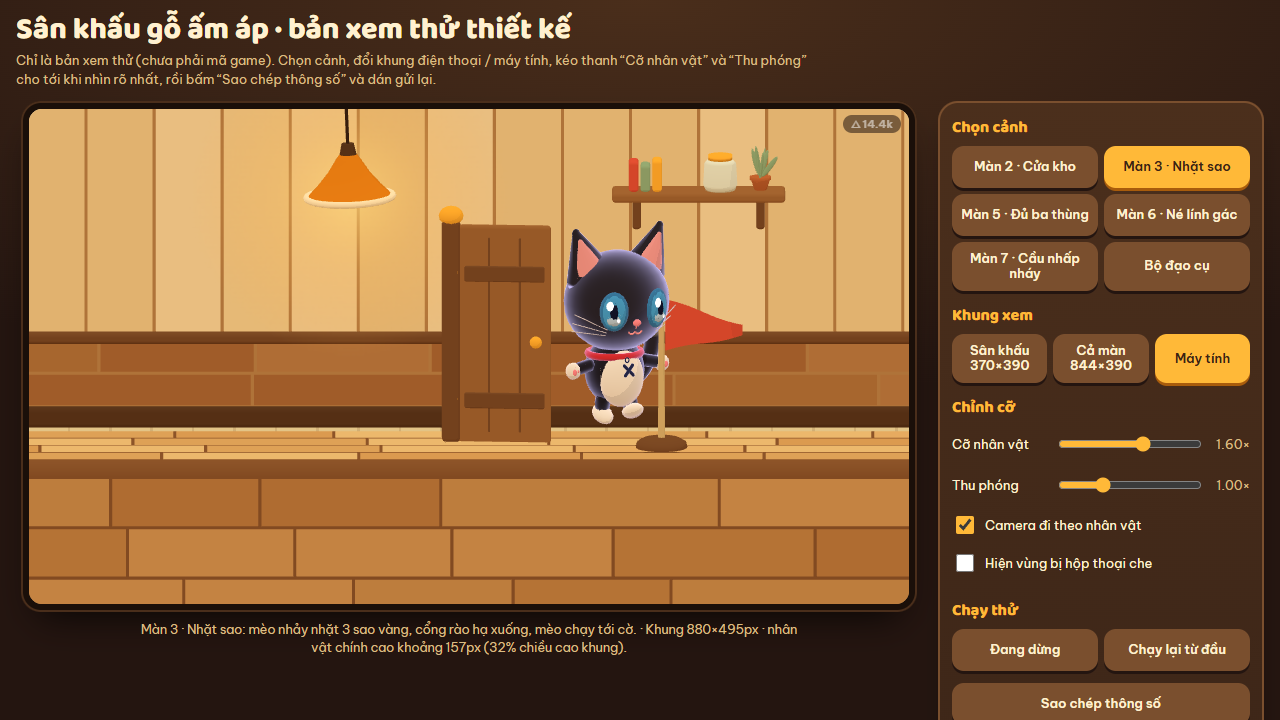 Sân khấu gỗ ấm áp · bản xem thử thiết kế
Chỉ là bản xem thử (chưa phải mã game). Chọn cảnh, đổi khung điện thoại / máy tính, kéo thanh “Cỡ nhân vật” và “Thu phóng”
cho tới khi nhìn rõ nhất, rồi bấm “Sao chép thông số” và dán gửi lại.
△ 14.4k
Màn 3 · Nhặt sao: mèo nhảy nhặt 3 sao vàng, cổng rào hạ xuống, mèo chạy tới cờ. · Khung 880×495px · nhân
vật chính cao khoảng 157px (32% chiều cao khung).
Chọn cảnh
Màn 2 · Cửa kho
Màn 3 · Nhặt sao
Màn 5 · Đủ ba thùng
Màn 6 · Né lính gác
Màn 7 · Cầu nhấp
nháy
Bộ đạo cụ
Khung xem
Sân khấu
370×390
Cả màn
844×390
Máy tính
Chỉnh cỡ
Cỡ nhân vật
1.60×
Thu phóng
1.00×
Camera đi theo nhân vật
Hiện vùng bị hộp thoại che
Chạy thử
Đang dừng
Chạy lại từ đầu
Sao chép thông số